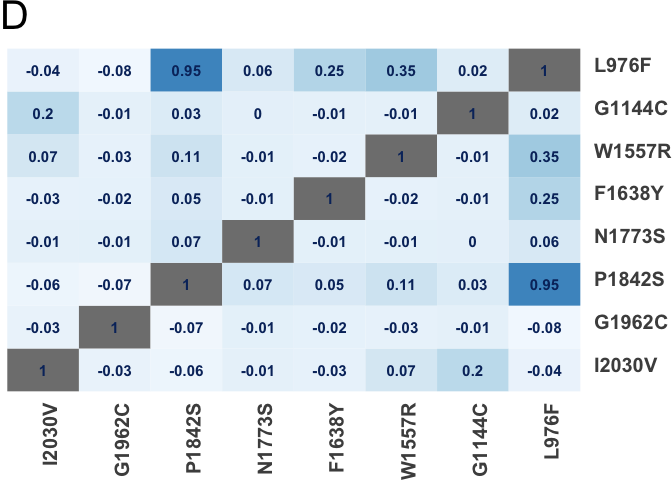 D
-0.04 -0.08 0.95 0.06 0.25 0.35 0.02 1 L976F
0.2 -0.01 0.03 0 -0.01 -0.01 1 0.02 G1144C
0.07 -0.03 0.11 -0.01 -0.02 1 -0.01 0.35 W1557R
-0.03 -0.02 0.05 -0.01 1 -0.02 -0.01 0.25 F1638Y
-0.01 -0.01 0.07 1 -0.01 -0.01 0 0.06 N1773S
-0.06 -0.07 1 0.07 0.05 0.11 0.03 0.95 P1842S
-0.03 1 -0.07 -0.01 -0.02 -0.03 -0.01 -0.08 G1962C
1 -0.03 -0.06 -0.01 -0.03 0.07 0.2 -0.04 I2030V
I2030V G1962C P1842S N1773S F1638Y W1557R G1144C L976F